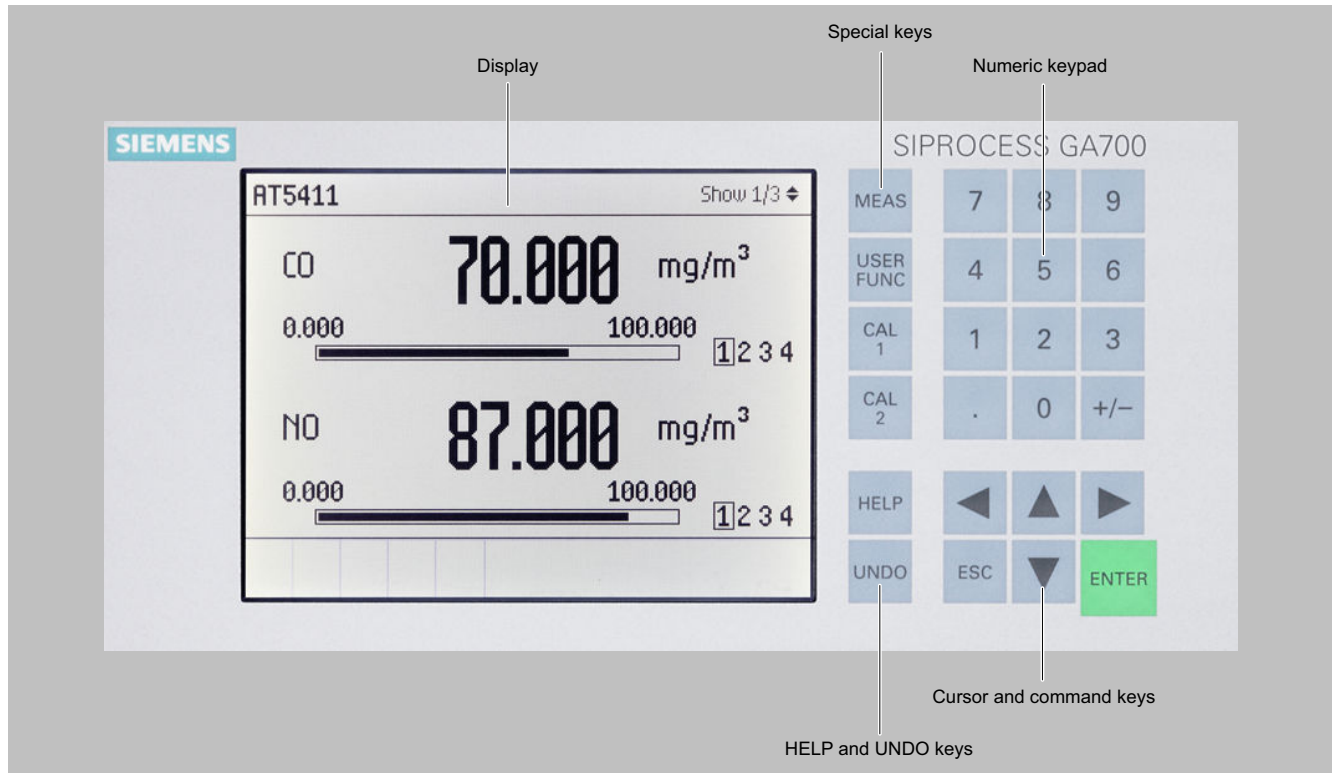 Special keys
Display
Numeric keypad
SIEMENS
SIPROCESS GA700
AT5411
Show 1/3
CO 70.000 mg/m³
0.000 100.000
1 2 3 4
NO 87.000 mg/m³
0.000 100.000
1 2 3 4
MEAS 7 8 9
USER
FUNC
4 5 6
CAL
1
1 2 3
CAL
2
. 0 +/−
HELP
UNDO ESC ENTER
Cursor and command keys
HELP and UNDO keys